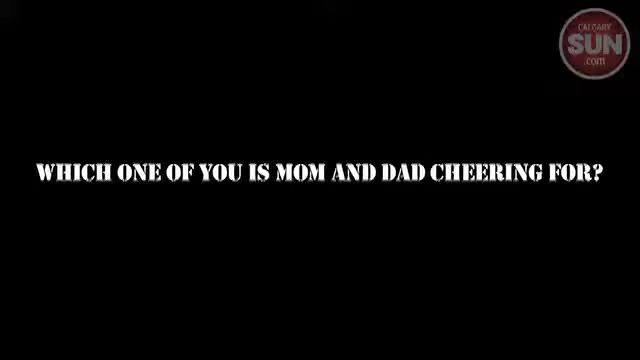 CALGARY
SUN
.com
WHICH ONE OF YOU IS MOM AND DAD CHEERING FOR?